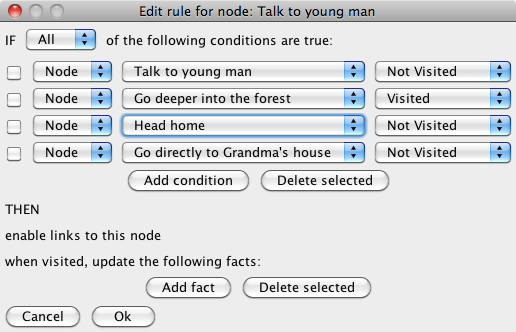 Edit rule for node: Talk to young man
IF All of the following conditions are true:
Node Talk to young man Not Visited
Node Go deeper into the forest Visited
Node Head home Not Visited
Node Go directly to Grandma's house Not Visited
Add condition Delete selected
THEN
enable links to this node
when visited, update the following facts:
Add fact Delete selected
Cancel Ok